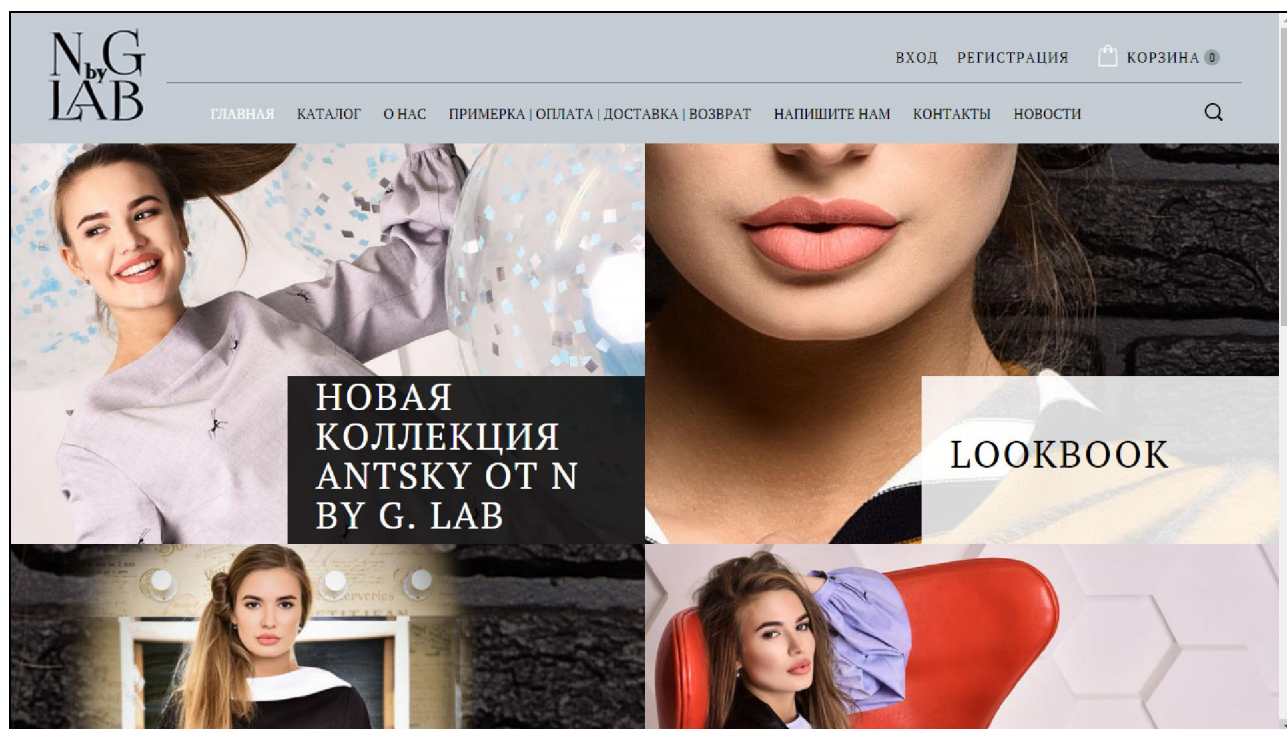 N by G
LAB
ВХОД РЕГИСТРАЦИЯ КОРЗИНА 0
ГЛАВНАЯ КАТАЛОГ О НАС ПРИМЕРКА | ОПЛАТА | ДОСТАВКА | ВОЗВРАТ НАПИШИТЕ НАМ КОНТАКТЫ НОВОСТИ
НОВАЯ
КОЛЛЕКЦИЯ
ANTSKY ОТ N
BY G. LAB
LOOKBOOK